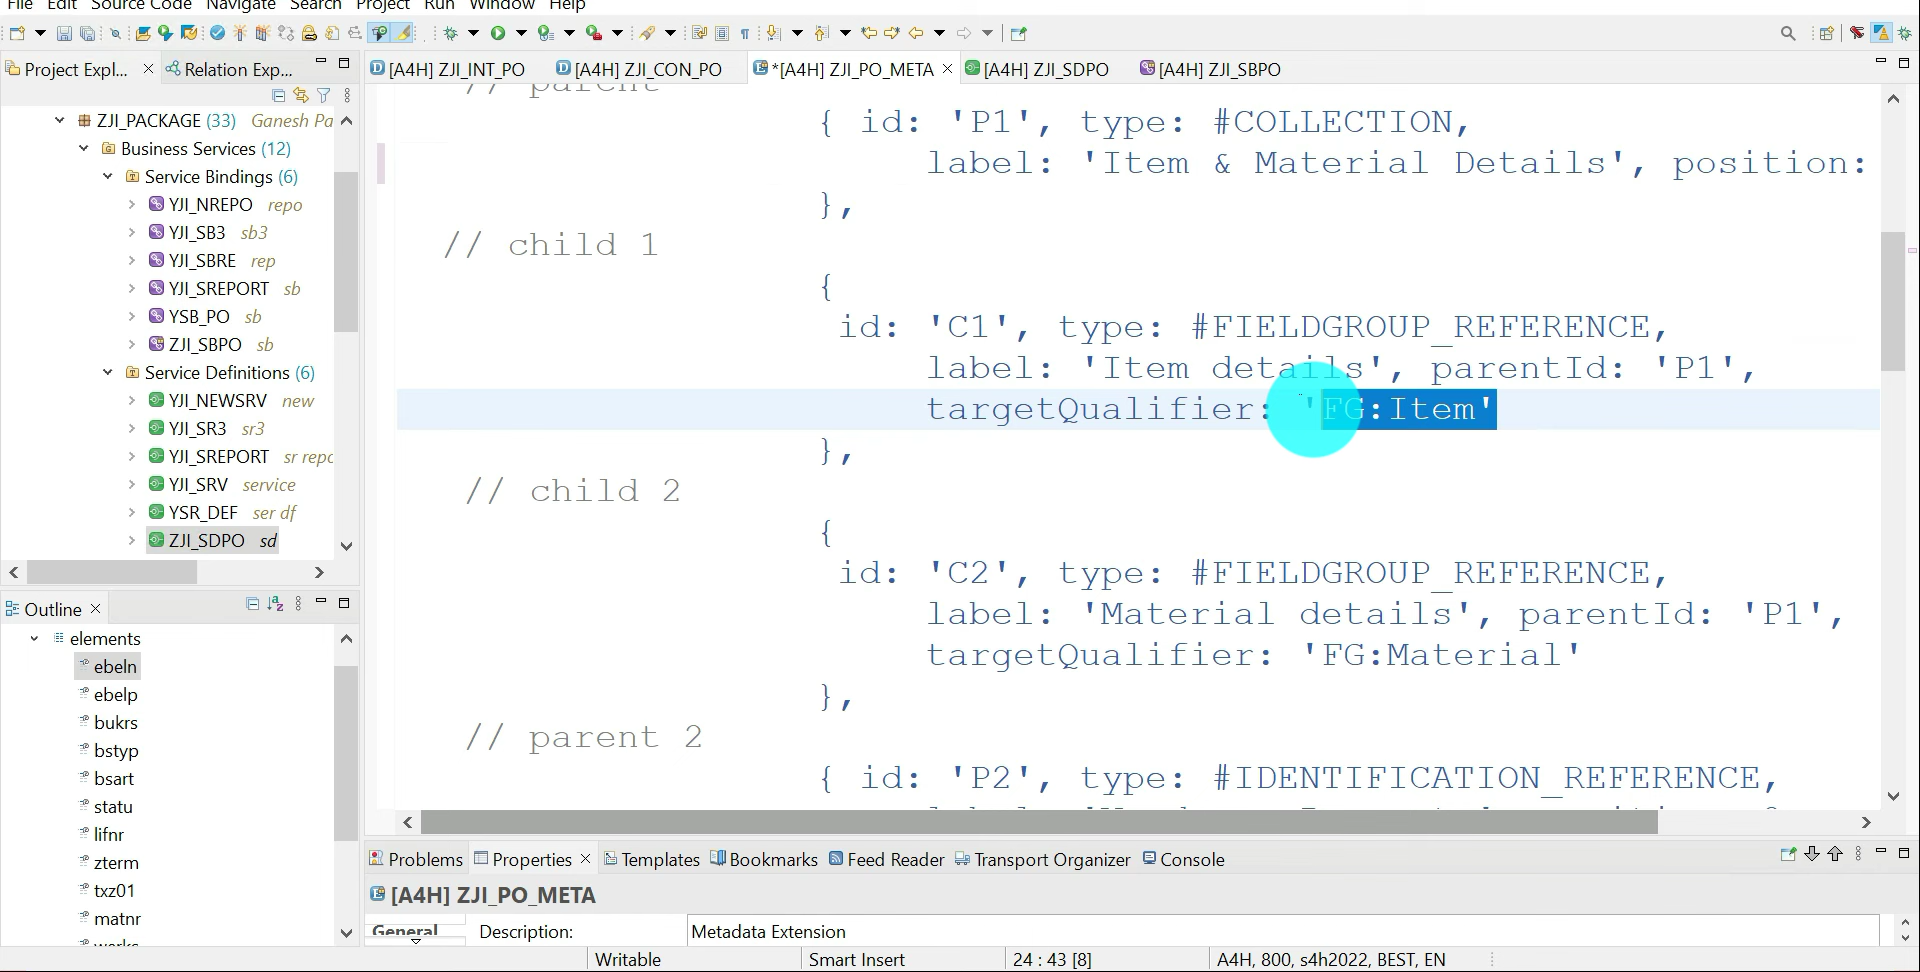 File Edit Source Code Navigate Search Project Run Window Help
Project Expl... Relation Exp...
[A4H] ZJI_INT_PO [A4H] ZJI_CON_PO *[A4H] ZJI_PO_META [A4H] ZJI_SDPO [A4H] ZJI_SBPO
ZJI_PACKAGE (33) Ganesh Pa
Business Services (12)
Service Bindings (6)
YJI_NREPO repo
YJI_SB3 sb3
YJI_SBRE rep
YJI_SREPORT sb
YSB_PO sb
ZJI_SBPO sb
Service Definitions (6)
YJI_NEWSRV new
YJI_SR3 sr3
YJI_SREPORT sr repo
YJI_SRV service
YSR_DEF ser df
ZJI_SDPO sd
Outline
elements
ebeln
ebelp
bukrs
bstyp
bsart
statu
lifnr
zterm
txz01
matnr
werks
// parent
{ id: 'P1', type: #COLLECTION,
label: 'Item & Material Details', position:
},
// child 1
{
id: 'C1', type: #FIELDGROUP_REFERENCE,
label: 'Item details', parentId: 'P1',
targetQualifier: 'FG:Item'
},
// child 2
{
id: 'C2', type: #FIELDGROUP_REFERENCE,
label: 'Material details', parentId: 'P1',
targetQualifier: 'FG:Material'
},
// parent 2
{ id: 'P2', type: #IDENTIFICATION_REFERENCE,
Problems Properties Templates Bookmarks Feed Reader Transport Organizer Console
[A4H] ZJI_PO_META
General Description: Metadata Extension
Writable Smart Insert 24 : 43 [8] A4H, 800, s4h2022, BEST, EN